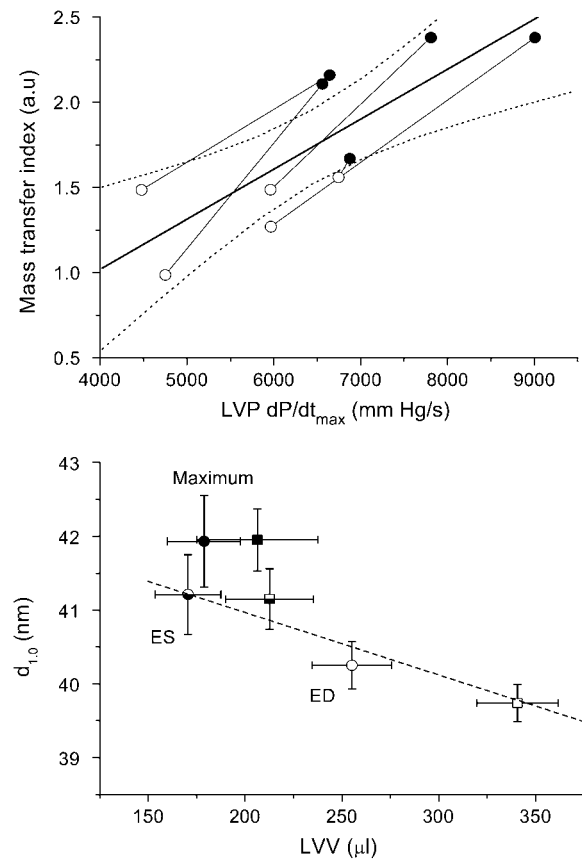 Mass transfer index (a.u)
2.5
2.0
1.5
1.0
0.5
4000 5000 6000 7000 8000 9000
LVP dP/dtmax (mm Hg/s)
d1.0 (nm)
43
42
41
40
39
Maximum
ES
ED
150 200 250 300 350
LVV (μl)